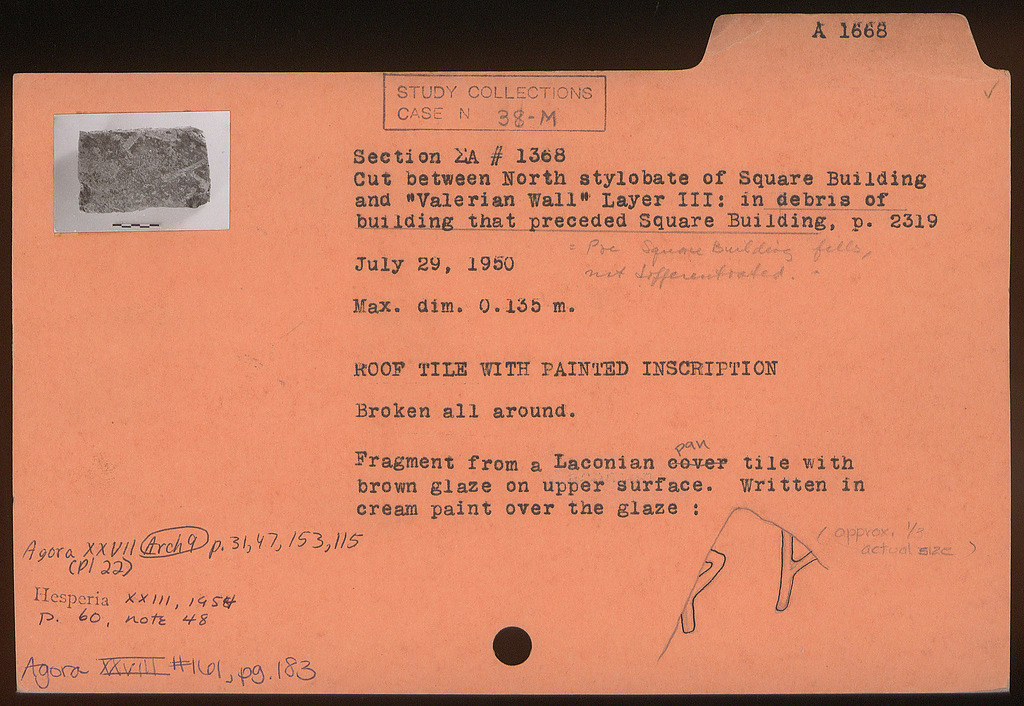 A 1668
STUDY COLLECTIONS
CASE N 38-M
Section ΣA # 1368
Cut between North stylobate of Square Building
and "Valerian Wall" Layer III: in debris of
building that preceded Square Building, p. 2319
= Pre Square Building fills,
not differentiated.
July 29, 1950
Max. dim. 0.135 m.
ROOF TILE WITH PAINTED INSCRIPTION
Broken all around.
pan
Fragment from a Laconian cover tile with
brown glaze on upper surface. Written in
cream paint over the glaze :
(approx. 1/3
actual size)
Agora XXVII Arch 9 p. 31, 47, 153, 115
(Pl 22)
Hesperia XXIII, 1954
p. 60, note 48
Agora XXVIII #161, pg. 183